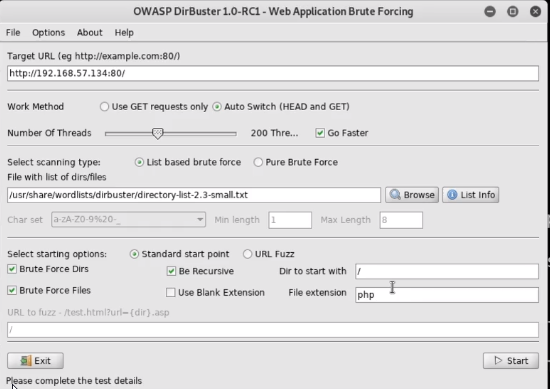 OWASP DirBuster 1.0-RC1 - Web Application Brute Forcing
File Options About Help
Target URL (eg http://example.com:80/)
http://192.168.57.134:80/
Work Method Use GET requests only Auto Switch (HEAD and GET)
Number Of Threads 200 Thre... Go Faster
Select scanning type: List based brute force Pure Brute Force
File with list of dirs/files
/usr/share/wordlists/dirbuster/directory-list-2.3-small.txt Browse List Info
Char set a-zA-Z0-9%20-_ Min length 1 Max Length 8
Select starting options: Standard start point URL Fuzz
Brute Force Dirs Be Recursive Dir to start with /
Brute Force Files Use Blank Extension File extension php
URL to fuzz - /test.html?url={dir}.asp
/
Exit Start
Please complete the test details